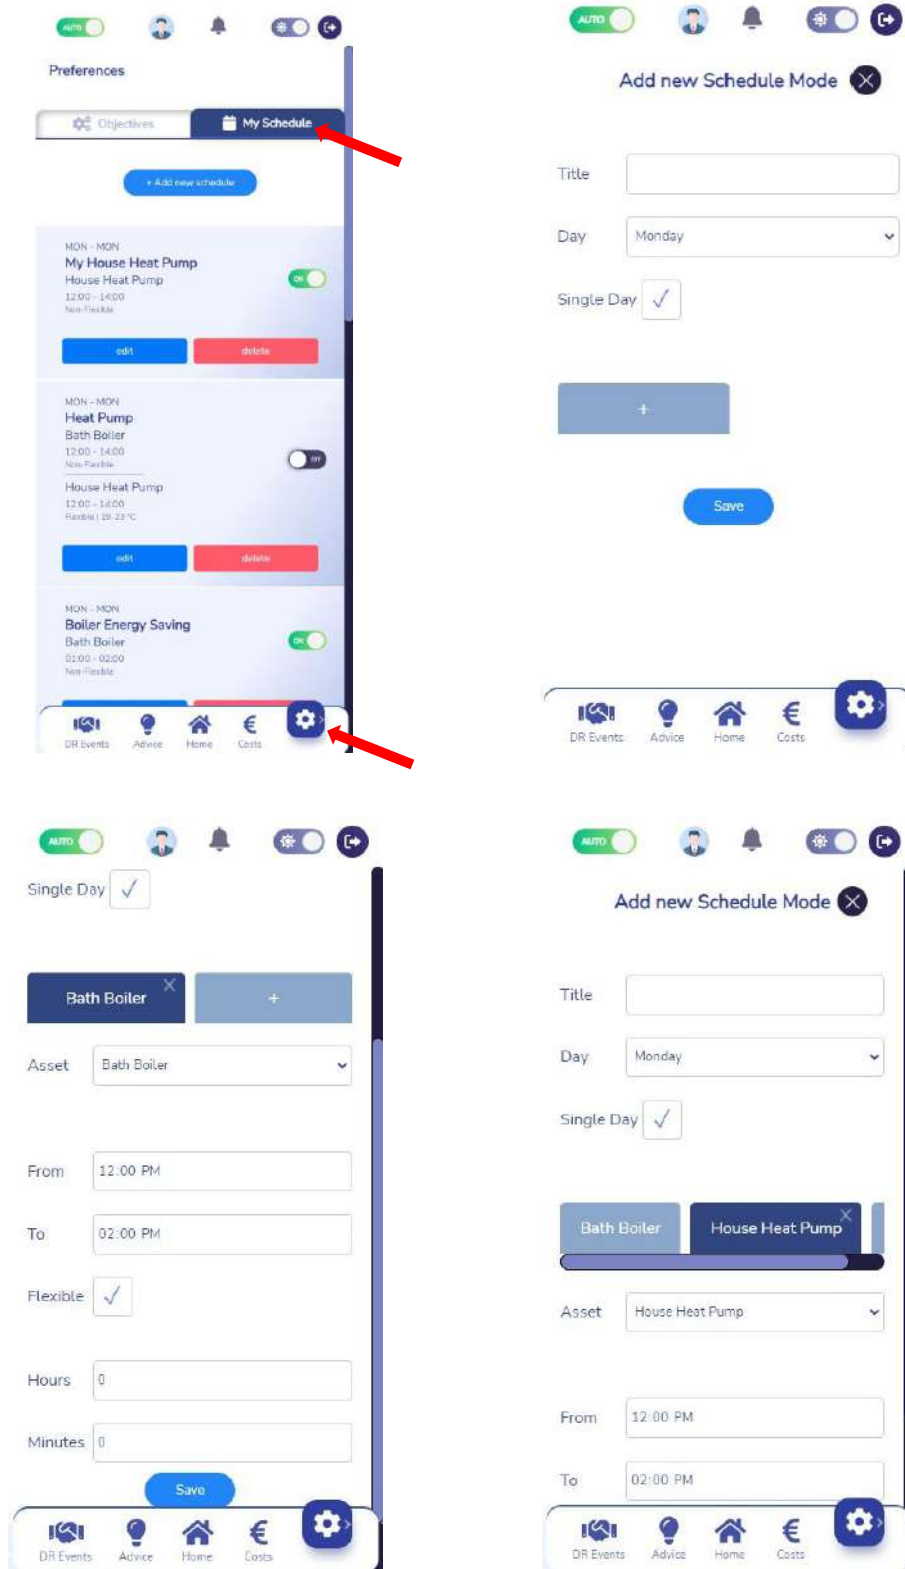 AUTO
Preferences
Objectives
My Schedule
+ Add new schedule
MON - MON
My House Heat Pump
House Heat Pump
12:00 - 14:00
Non-Flexible
ON
edit
delete
MON - MON
Heat Pump
Bath Boiler
12:00 - 14:00
Non-Flexible
OFF
House Heat Pump
12:00 - 14:00
edit
delete
MON - MON
Boiler Energy Saving
Bath Boiler
01:00 - 02:00
Non-Flexible
ON
DR Events
Advice
Home
Costs
AUTO
Add new Schedule Mode
Title
Day
Monday
Single Day
+
Save
DR Events
Advice
Home
Costs
AUTO
Single Day
Bath Boiler
X
+
Asset
Bath Boiler
From
12:00 PM
To
02:00 PM
Flexible
Hours
0
Minutes
0
Save
DR Events
Advice
Home
Costs
AUTO
Add new Schedule Mode
Title
Day
Monday
Single Day
Bath Boiler
House Heat Pump
X
Asset
House Heat Pump
From
12:00 PM
To
02:00 PM
DR Events
Advice
Home
Costs